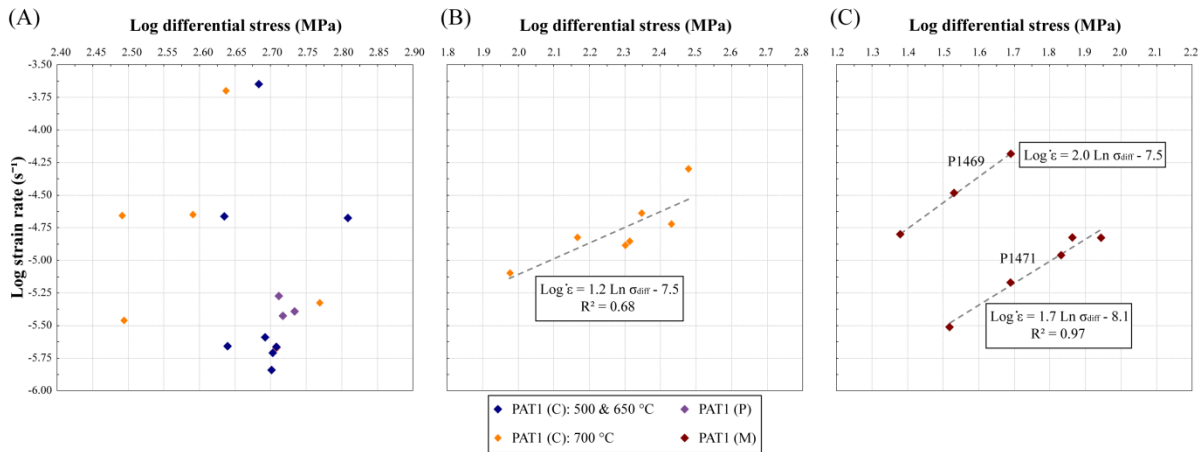 (A) Log differential stress (MPa)
2.40 2.45 2.50 2.55 2.60 2.65 2.70 2.75 2.80 2.85 2.90
Log strain rate (s⁻¹)
-3.50
-3.75
-4.00
-4.25
-4.50
-4.75
-5.00
-5.25
-5.50
-5.75
-6.00
(B) Log differential stress (MPa)
1.8 1.9 2.0 2.1 2.2 2.3 2.4 2.5 2.6 2.7 2.8
Log ε̇ = 1.2 Ln σdiff - 7.5
R² = 0.68
(C) Log differential stress (MPa)
1.2 1.3 1.4 1.5 1.6 1.7 1.8 1.9 2.0 2.1 2.2
P1469
Log ε̇ = 2.0 Ln σdiff - 7.5
P1471
Log ε̇ = 1.7 Ln σdiff - 8.1
R² = 0.97
PAT1 (C): 500 & 650 °C
PAT1 (P)
PAT1 (C): 700 °C
PAT1 (M)